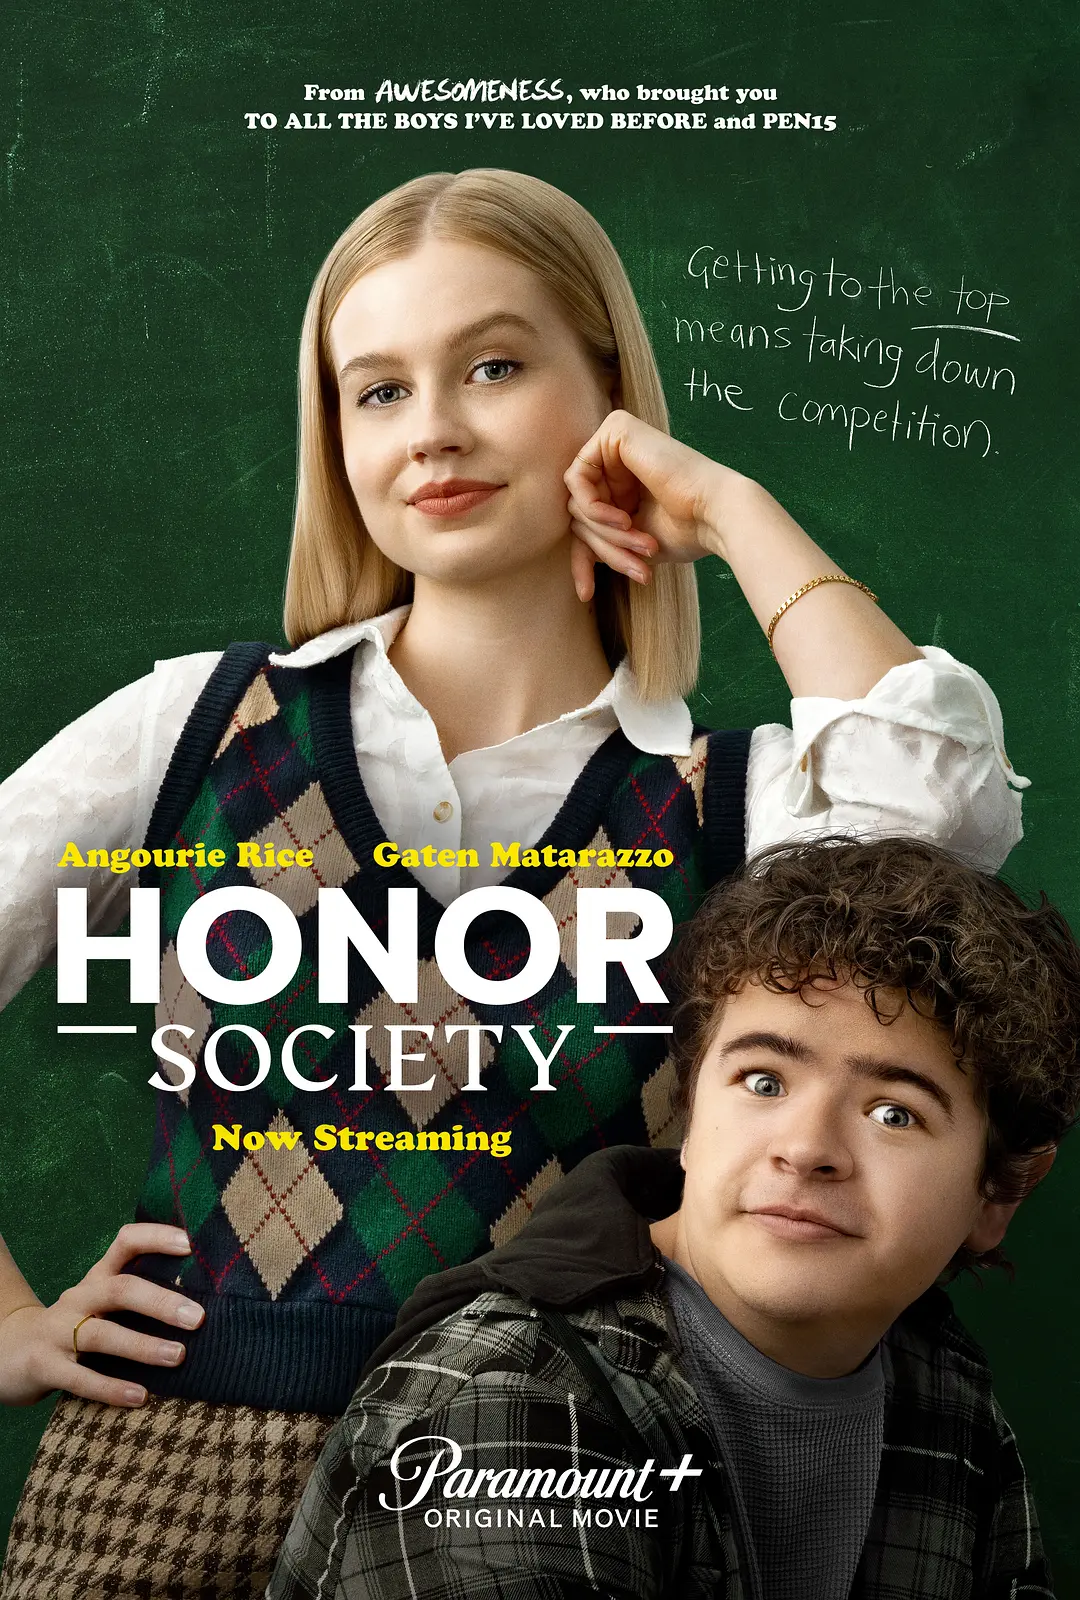 From AWESOMENESS, who brought you
TO ALL THE BOYS I'VE LOVED BEFORE and PEN15
Getting to the top
means taking down
the competition.
Angourie Rice Gaten Matarazzo
HONOR
SOCIETY
Now Streaming
Paramount+
ORIGINAL MOVIE